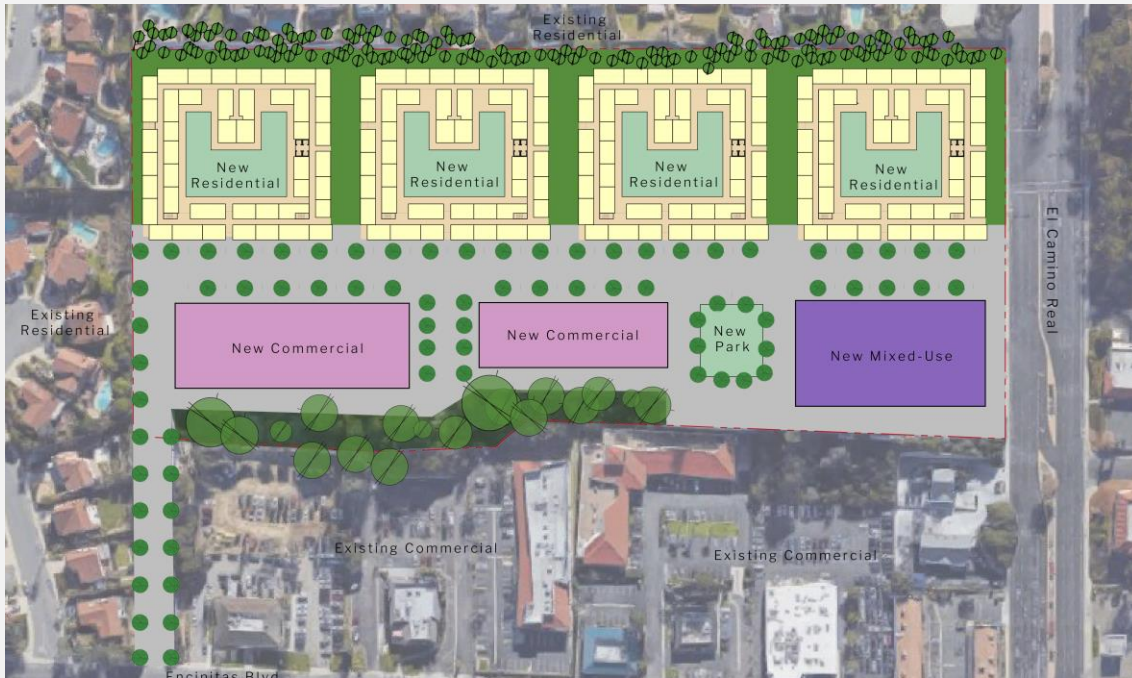 Existing
Residential
New
Residential
New
Residential
New
Residential
New
Residential
El Camino Real
Existing
Residential
New Commercial
New Commercial
New
Park
New Mixed-Use
Existing Commercial
Existing Commercial
Encinitas Blvd